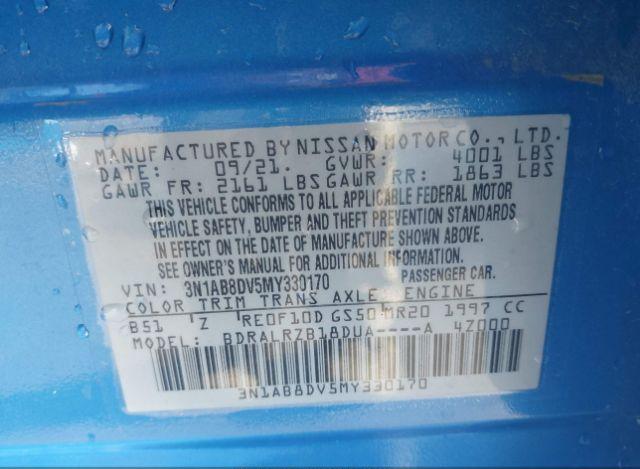 MANUFACTURED BY NISSAN MOTOR CO., LTD.
DATE: 09/21. GVWR: 4001 LBS
GAWR FR: 2161 LBS GAWR RR: 1863 LBS
THIS VEHICLE CONFORMS TO ALL APPLICABLE FEDERAL MOTOR
VEHICLE SAFETY, BUMPER AND THEFT PREVENTION STANDARDS
IN EFFECT ON THE DATE OF MANUFACTURE SHOWN ABOVE.
SEE OWNER'S MANUAL FOR ADDITIONAL INFORMATION.
VIN: 3N1AB8DV5MY330170 PASSENGER CAR.
COLOR TRIM TRANS AXLE ENGINE
B51 Z RE0F10D GS50 MR20 1997 CC
MODEL: BDRALRZB18DUA----A 4Z000
3N1AB8DV5MY330170